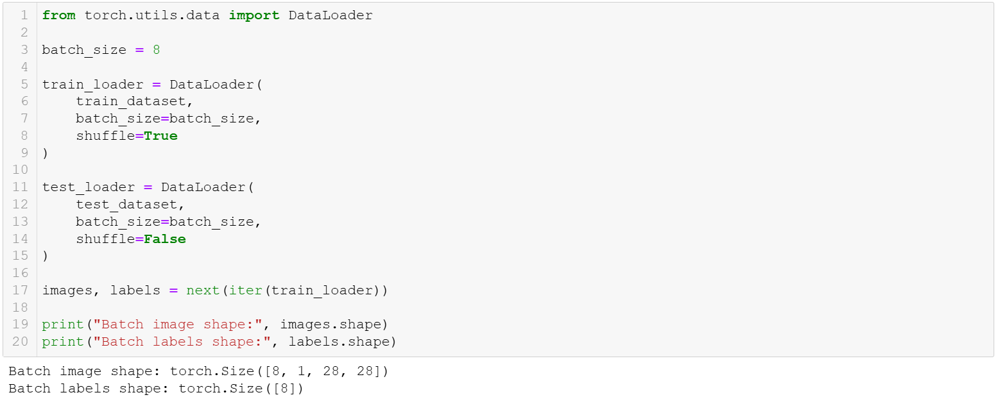 1 from torch.utils.data import DataLoader
2
3 batch_size = 8
4
5 train_loader = DataLoader(
6     train_dataset,
7     batch_size=batch_size,
8     shuffle=True
9 )
10
11 test_loader = DataLoader(
12     test_dataset,
13     batch_size=batch_size,
14     shuffle=False
15 )
16
17 images, labels = next(iter(train_loader))
18
19 print("Batch image shape:", images.shape)
20 print("Batch labels shape:", labels.shape)
Batch image shape: torch.Size([8, 1, 28, 28])
Batch labels shape: torch.Size([8])